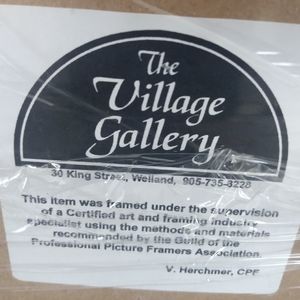 The
Village
Gallery
30 King Street, Welland, 905-735-8228
This item was framed under the supervision
of a Certified art and framing industry
specialist using the methods and materials
recommended by the Guild of the
Professional Picture Framers Association.
V. Herchmer, CPF